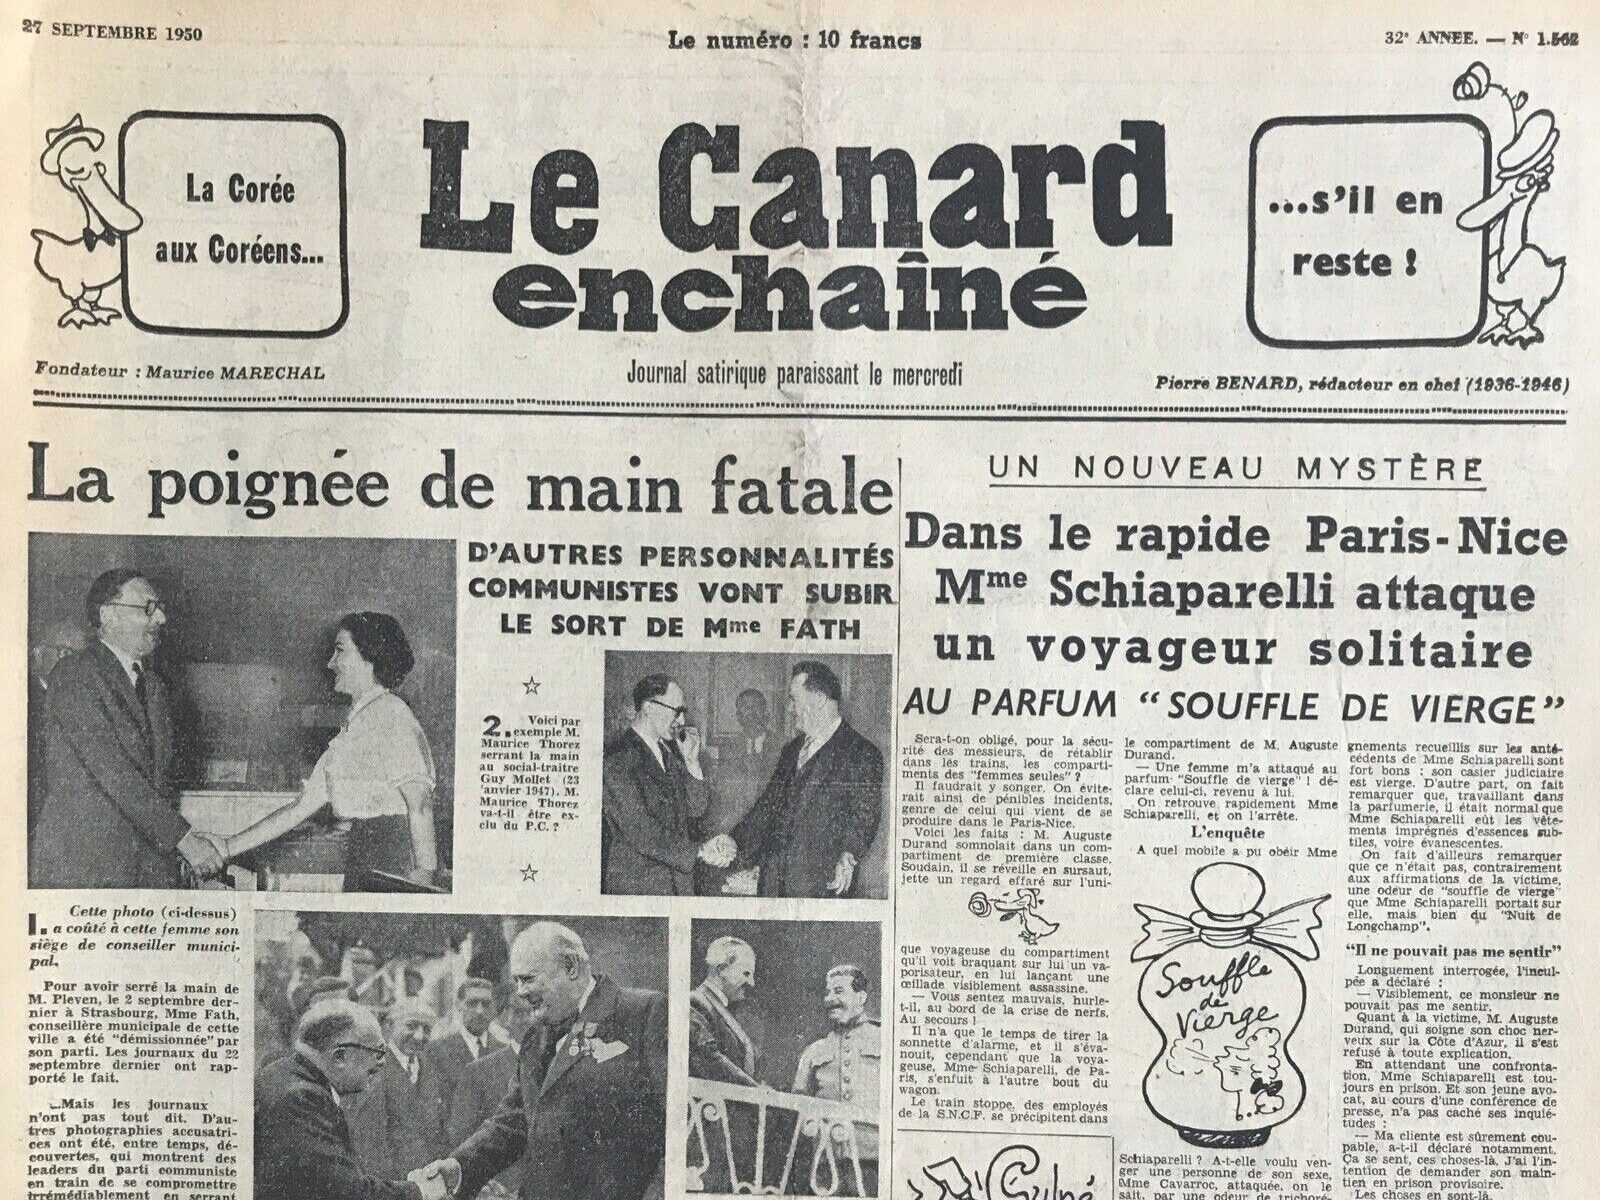 27 SEPTEMBRE 1950
Le numéro : 10 francs
32e ANNEE. — N° 1.562
La Corée
aux Coréens...
Le Canard
enchaîné
...s'il en
reste !
Fondateur : Maurice MARECHAL
Journal satirique paraissant le mercredi
Pierre BENARD, rédacteur en chef (1936-1946)
La poignée de main fatale
D'AUTRES PERSONNALITÉS
COMMUNISTES VONT SUBIR
LE SORT DE Mme FATH
2. Voici par
exemple M.
Maurice Thorez
serrant la main
au social-traître
Guy Mollet (23
'anvier 1947). M.
Maurice Thorez
va-t-il être ex-
clu du P.C. ?
1. Cette photo (ci-dessus)
a coûté à cette femme son
siège de conseiller munici-
pal.
Pour avoir serré la main de
M. Pleven, le 2 septembre der-
nier à Strasbourg, Mme Fath,
conseillère municipale de cette
ville a été "démissionnée" par
son parti. Les journaux du 22
septembre dernier ont rap-
porté le fait.
...Mais les journaux
n'ont pas tout dit. D'au-
tres photographies accusatri-
ces ont été, entre temps, dé-
couvertes, qui montrent des
leaders du parti communiste
en train de se compromettre
irrémédiablement en serrant
UN NOUVEAU MYSTÈRE
Dans le rapide Paris-Nice
Mme Schiaparelli attaque
un voyageur solitaire
AU PARFUM "SOUFFLE DE VIERGE"
Sera-t-on obligé, pour la sécu-
rité des messieurs, de rétablir
dans les trains, les comparti-
ments des "femmes seules" ?
Il faudrait y songer. On évite-
rait ainsi de pénibles incidents,
genre de celui qui vient de se
produire dans le Paris-Nice.
Voici les faits : M. Auguste
Durand somnolait dans un com-
partiment de première classe.
Soudain, il se réveille en sursaut,
jette un regard effaré sur l'uni-
que voyageuse du compartiment
qu'il voit braquant sur lui un va-
porisateur, en lui lançant une
œillade visiblement assassine.
— Vous sentez mauvais, hurle-
t-il, au bord de la crise de nerfs.
Au secours !
Il n'a que le temps de tirer la
sonnette d'alarme, et il s'éva-
nouit, cependant que la voya-
geuse, Mme Schiaparelli, de Pa-
ris, s'enfuit à l'autre bout du
wagon.
Le train stoppe, des employés
de la S.N.C.F. se précipitent dans
le compartiment de M. Auguste
Durand.
— Une femme m'a attaqué au
parfum "Souffle de vierge" ! dé-
clare celui-ci, revenu à lui.
On retrouve rapidement Mme
Schiaparelli, et on l'arrête.
L'enquête
A quel mobile a pu obéir Mme
Souffle
de
Vierge
Schiaparelli ? A-t-elle voulu ven-
ger une personne de son sexe,
Mme Cavarroc, attaquée, on le
sait, par une odeur de trichoré-
gnements recueillis sur les anté-
cédents de Mme Schiaparelli sont
fort bons : son casier judiciaire
est vierge. D'autre part, on fait
remarquer que, travaillant dans
la parfumerie, il était normal que
Mme Schiaparelli eût les vête-
ments imprégnés d'essences sub-
tiles, voire évanescentes.
On fait d'ailleurs remarquer
que ce n'était pas, contrairement
aux affirmations de la victime,
une odeur de "souffle de vierge"
que Mme Schiaparelli portait sur
elle, mais bien du "Nuit de
Longchamp".
"Il ne pouvait pas me sentir"
Longuement interrogée, l'incul-
pée a déclaré :
— Visiblement, ce monsieur ne
pouvait pas me sentir.
Quant à la victime, M. Auguste
Durand, qui soigne son choc ner-
veux sur la Côte d'Azur, il s'est
refusé à toute explication.
En attendant une confronta-
tion, Mme Schiaparelli est tou-
jours en prison. Et son jeune avo-
cat, au cours d'une conférence de
presse, n'a pas caché ses inquié-
tudes :
— Ma cliente est sûrement cou-
pable, a-t-il déclaré notamment.
Ça se sent, ces choses-là. J'ai l'in-
tention de demander son main-
tien en prison provisoire.
Les choses en sont-là.